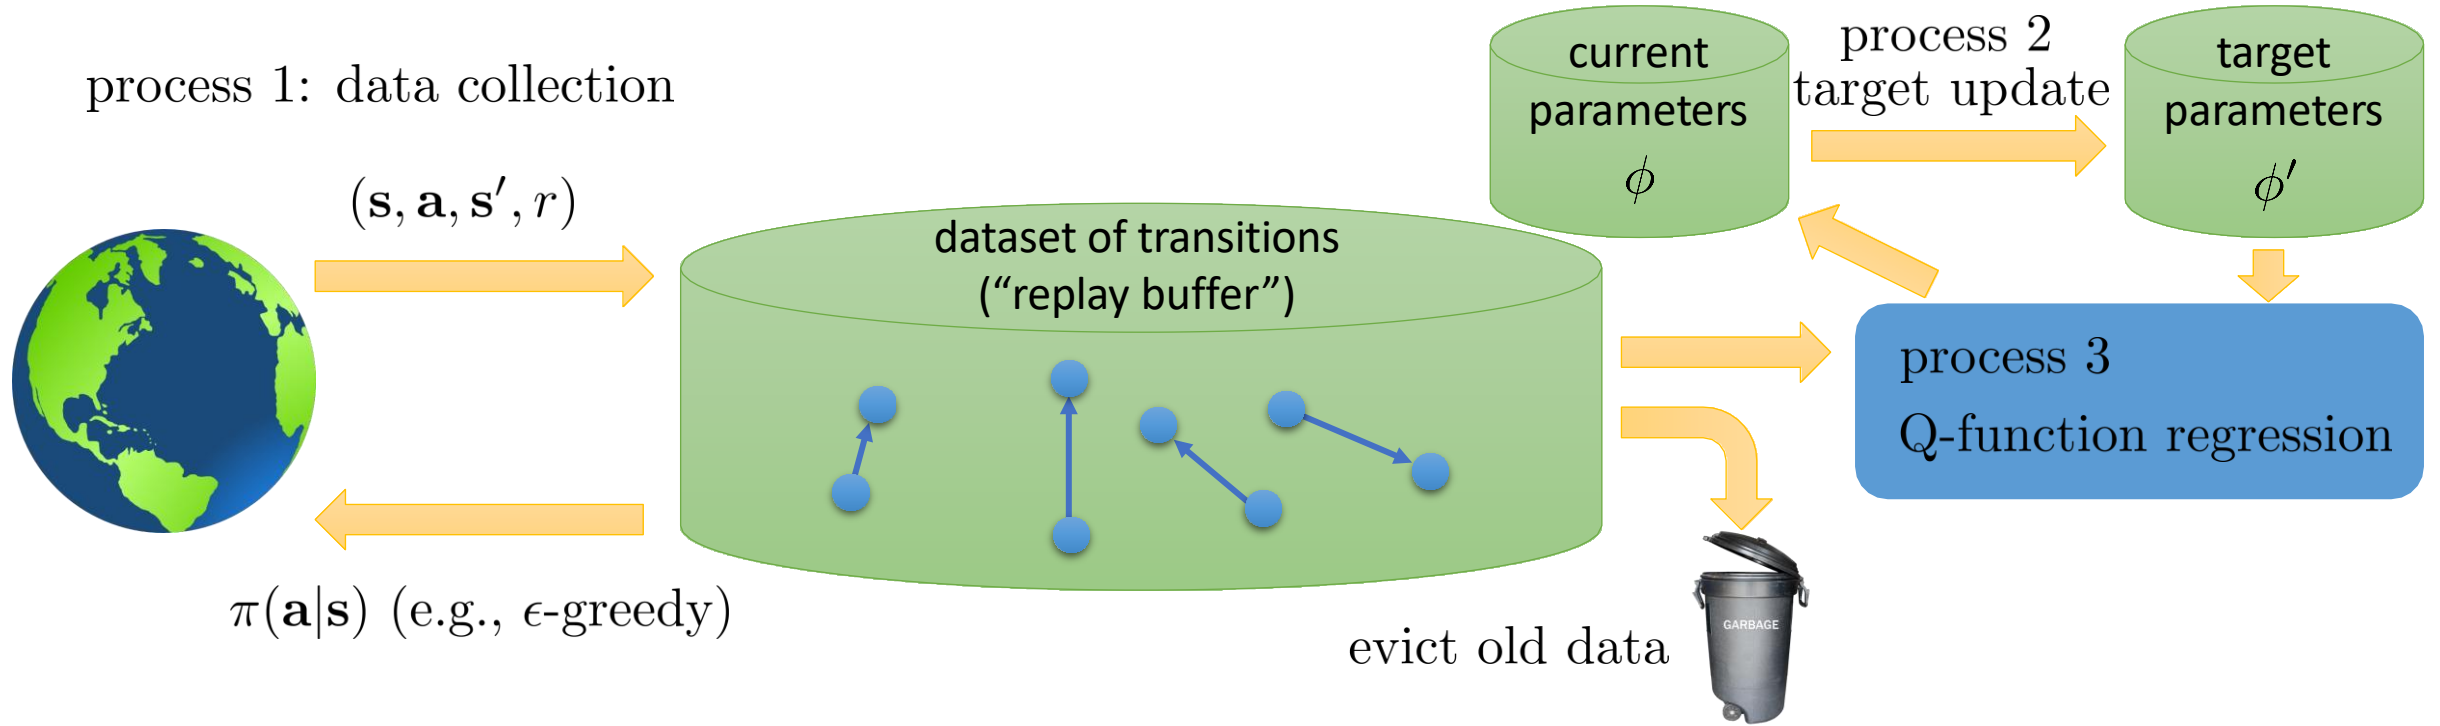 process 1: data collection
(s, a, s′, r)
π(a|s) (e.g., ϵ-greedy)
dataset of transitions
(“replay buffer”)
current
parameters
ϕ
process 2
target update
target
parameters
ϕ′
process 3
Q-function regression
evict old data
GARBAGE